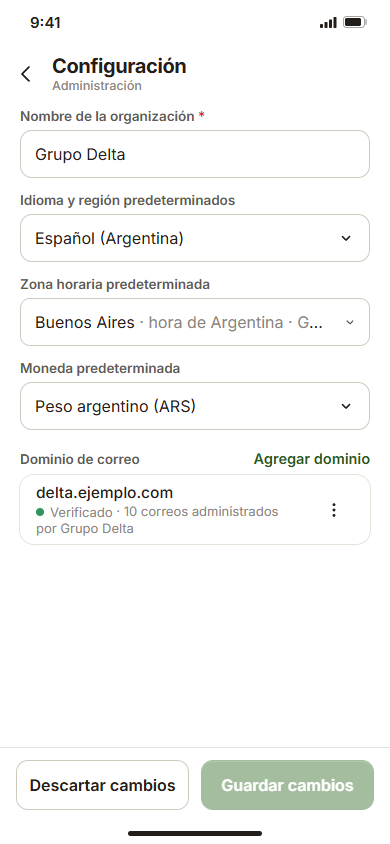 9:41
Configuración
Administración
Nombre de la organización *
Grupo Delta
Idioma y región predeterminados
Español (Argentina)
Zona horaria predeterminada
Buenos Aires · hora de Argentina · G...
Moneda predeterminada
Peso argentino (ARS)
Dominio de correo
Agregar dominio
delta.ejemplo.com
Verificado · 10 correos administrados
por Grupo Delta
Descartar cambios
Guardar cambios